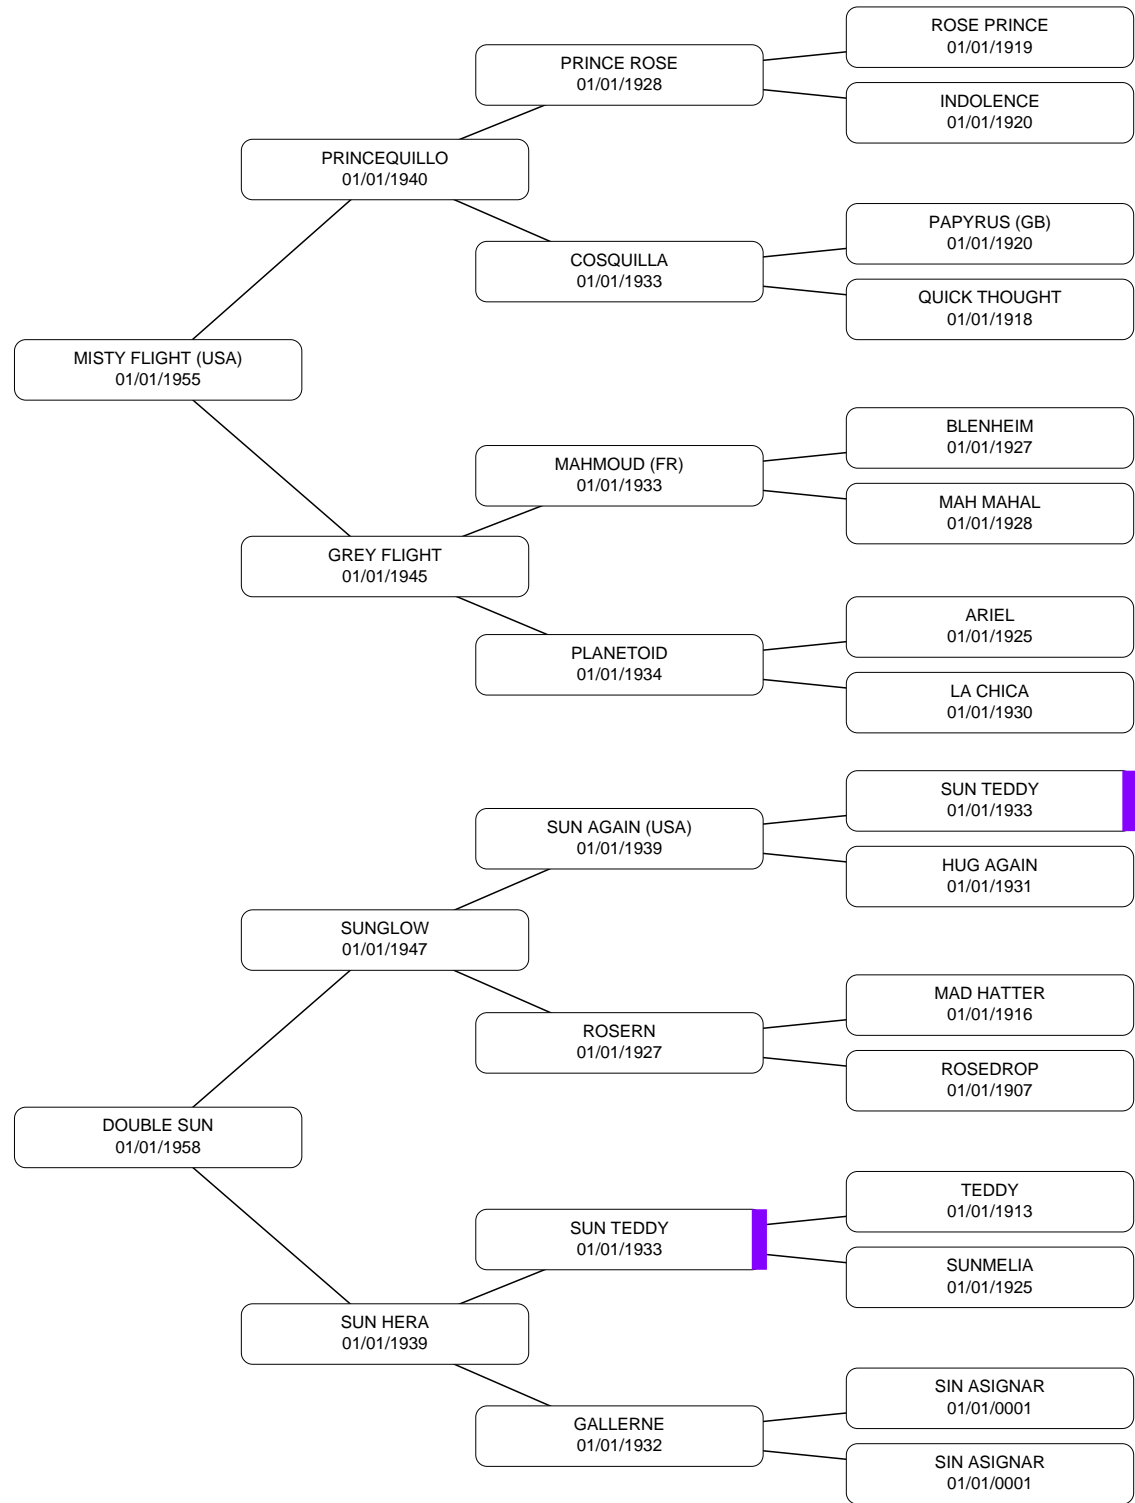 ROSE PRINCE
01/01/1919
PRINCE ROSE
01/01/1928
INDOLENCE
01/01/1920
PRINCEQUILLO
01/01/1940
PAPYRUS (GB)
01/01/1920
COSQUILLA
01/01/1933
QUICK THOUGHT
01/01/1918
MISTY FLIGHT (USA)
01/01/1955
BLENHEIM
01/01/1927
MAHMOUD (FR)
01/01/1933
MAH MAHAL
01/01/1928
GREY FLIGHT
01/01/1945
ARIEL
01/01/1925
PLANETOID
01/01/1934
LA CHICA
01/01/1930
SUN TEDDY
01/01/1933
SUN AGAIN (USA)
01/01/1939
HUG AGAIN
01/01/1931
SUNGLOW
01/01/1947
MAD HATTER
01/01/1916
ROSERN
01/01/1927
ROSEDROP
01/01/1907
DOUBLE SUN
01/01/1958
TEDDY
01/01/1913
SUN TEDDY
01/01/1933
SUNMELIA
01/01/1925
SUN HERA
01/01/1939
SIN ASIGNAR
01/01/0001
GALLERNE
01/01/1932
SIN ASIGNAR
01/01/0001